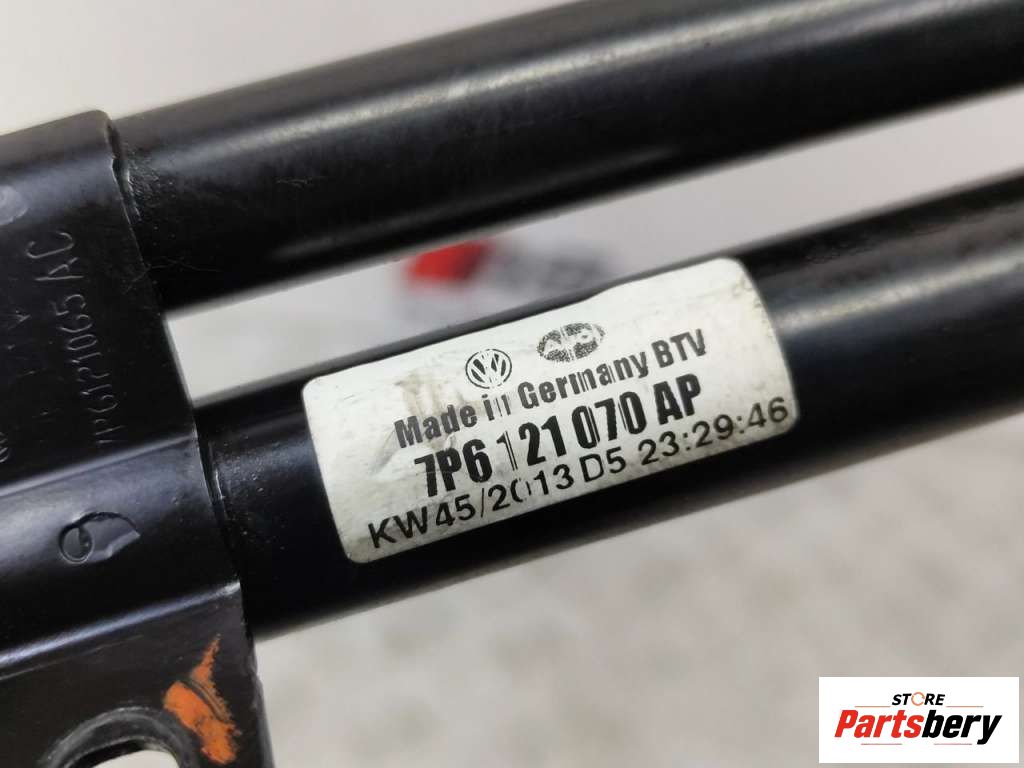 7P6121065 AC
Made in Germany BTV
7P6 121 070 AP
KW45/2013 D5 23:29:46
STORE
Partsbery